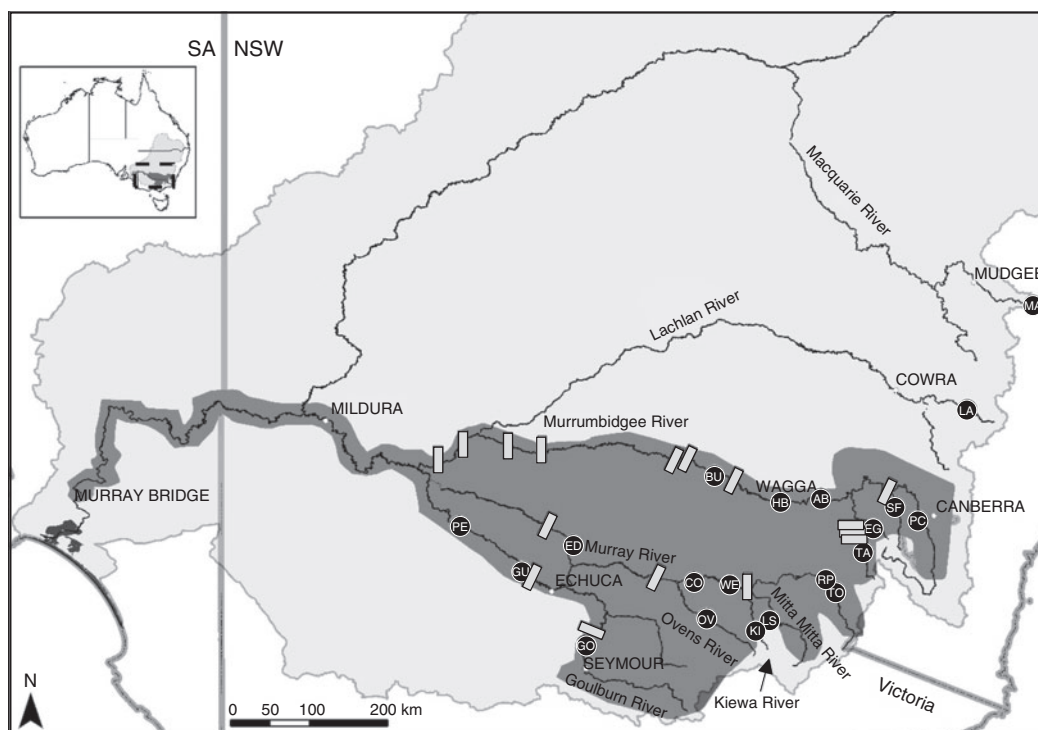 SA NSW
Macquarie River
MUDGEE
MA
Lachlan River
COWRA
LA
MILDURA
Murrumbidgee River
MURRAY BRIDGE
BU
WAGGA
HB
AB
SF
CANBERRA
PC
EG
TA
PE
ED
Murray River
GU
ECHUCA
CO
WE
RP
TO
OV
LS
KI
Mitta Mitta River
Ovens River
GO
SEYMOUR
Goulburn River
Kiewa River
Victoria
N
0 50 100 200 km